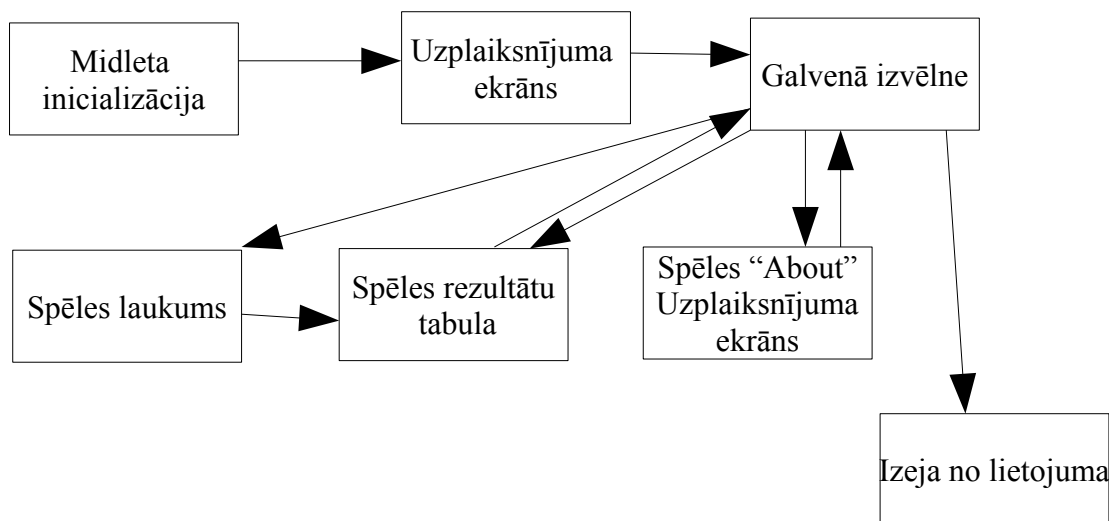 Midleta
inicializācija
Uzplaiksnījuma
ekrāns
Galvenā izvēlne
Spēles laukums
Spēles rezultātu
tabula
Spēles “About”
Uzplaiksnījuma
ekrāns
Izeja no lietojuma